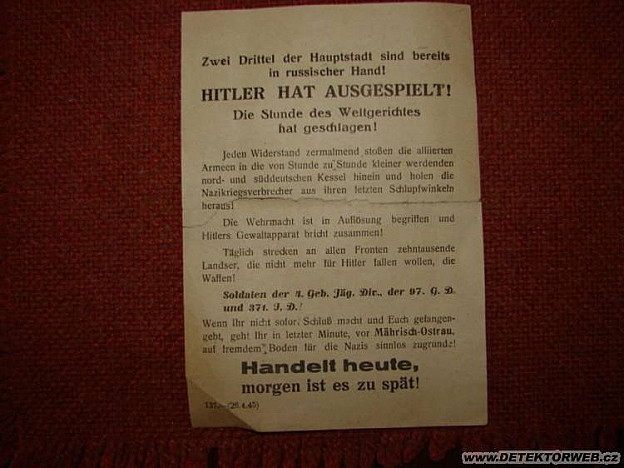 Zwei Drittel der Hauptstadt sind bereits
in russischer Hand!
HITLER HAT AUSGESPIELT!
Die Stunde des Weltgerichtes
hat geschlagen!
Jeden Widerstand zermalmend stoßen die alliierten
Armeen in die von Stunde zu Stunde kleiner werdenden
nord- und süddeutschen Kessel hinein und holen die
Nazikriegsverbrecher aus ihren letzten Schlupfwinkeln
heraus!
Die Wehrmacht ist in Auflösung begriffen und
Hitlers Gewaltapparat bricht zusammen!
Täglich strecken an allen Fronten zehntausende
Landser, die nicht mehr für Hitler fallen wollen, die
Waffen!
Soldaten der 4. Geb. Jäg. Div., der 97. G. D.
und 371. I. D.!
Wenn Ihr nicht sofort Schluß macht und Euch gefangen-
gebt, geht Ihr in letzter Minute, vor Mährisch-Ostrau,
auf fremdem Boden für die Nazis sinnlos zugrunde!
Handelt heute,
morgen ist es zu spät!
(26.4.45)
www.DETEKTORWEB.cz